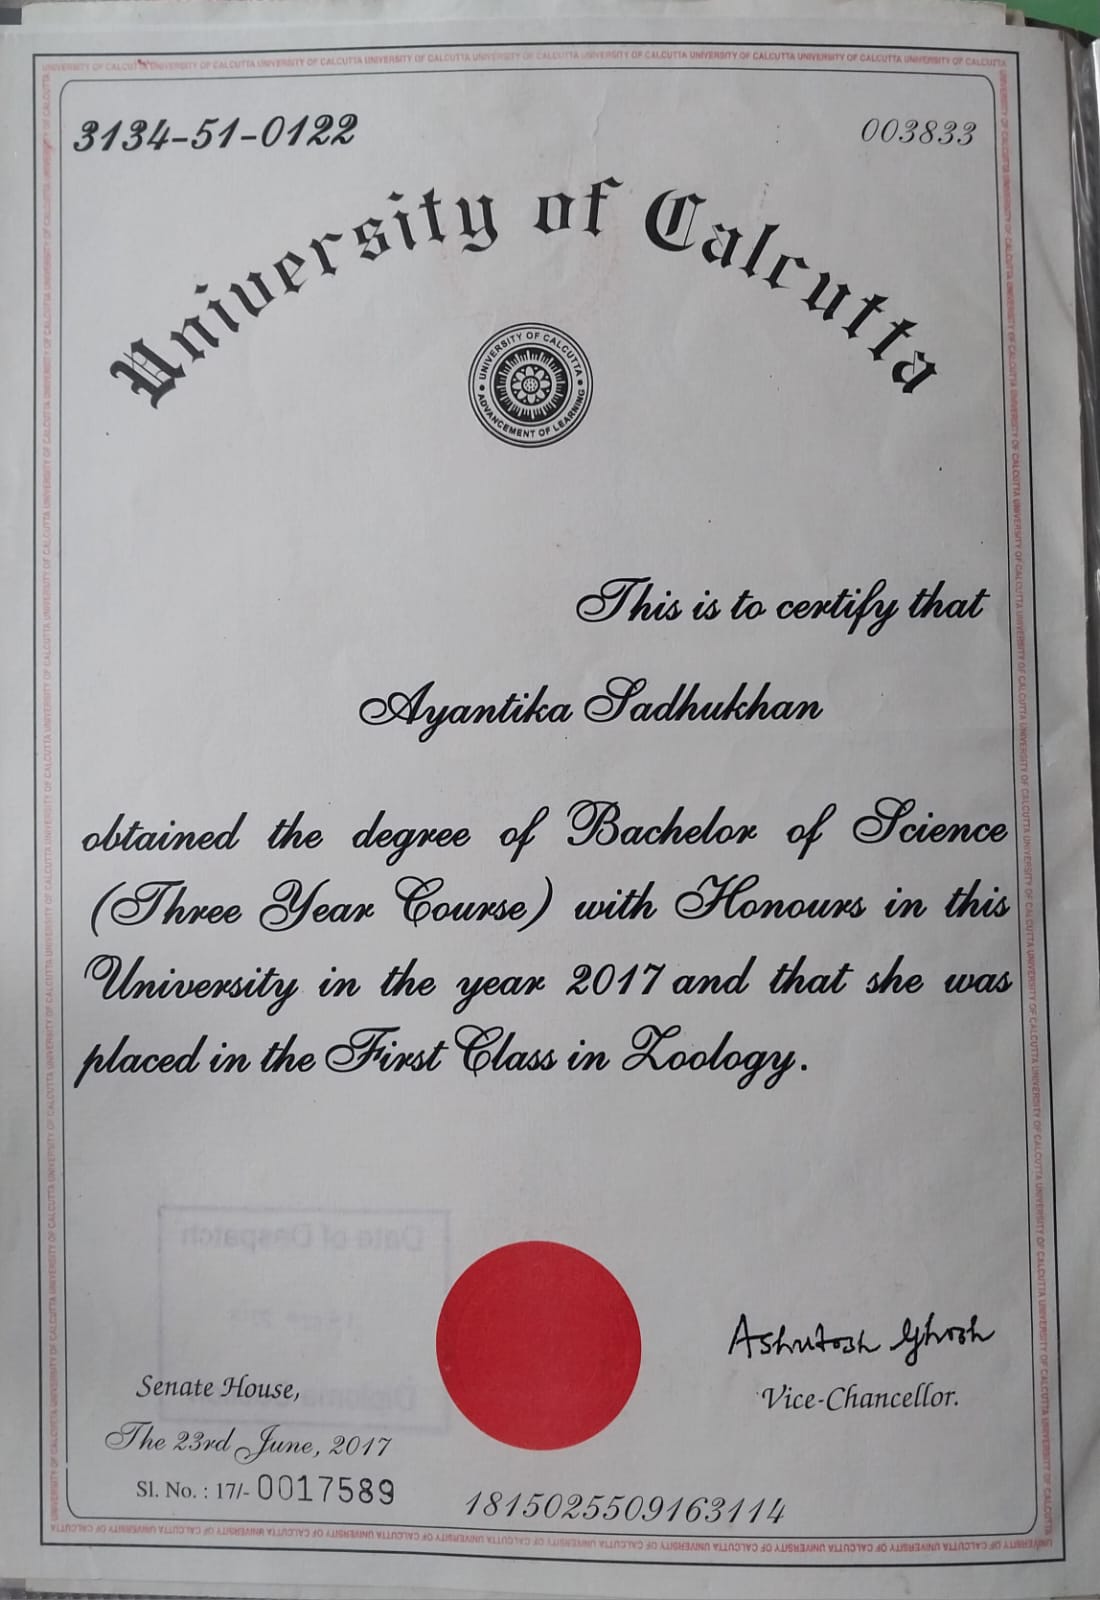 3134-51-0122
003833
University of Calcutta
UNIVERSITY OF CALCUTTA
ADVANCEMENT OF LEARNING
This is to certify that
Ayantika Sadhukhan
obtained the degree of Bachelor of Science
(Three Year Course) with Honours in this
University in the year 2017 and that she was
placed in the First Class in Zoology.
Date of Despatch
Ashutosh Ghosh
Senate House,
Vice-Chancellor.
The 23rd June, 2017
Sl. No. : 17/- 0017589
1815025509163114